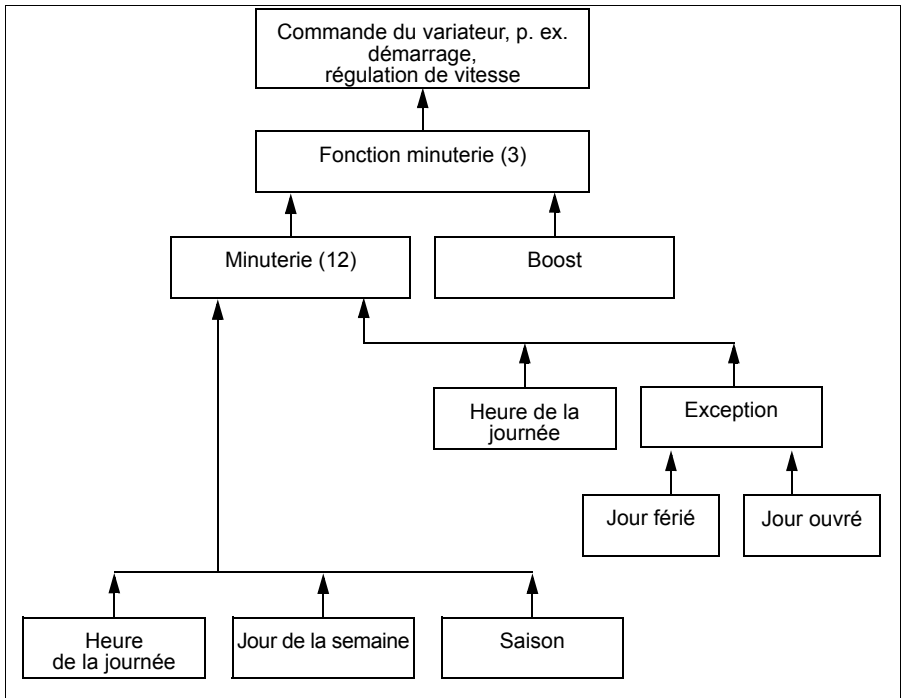 Commande du variateur, p. ex.
démarrage,
régulation de vitesse
Fonction minuterie (3)
Minuterie (12)
Boost
Heure de la
journée
Exception
Jour férié
Jour ouvré
Heure
de la journée
Jour de la semaine
Saison